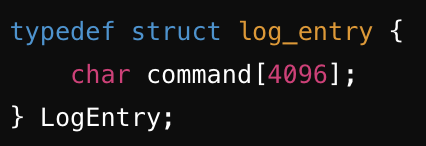 typedef struct log_entry {
    char command[4096];
} LogEntry;